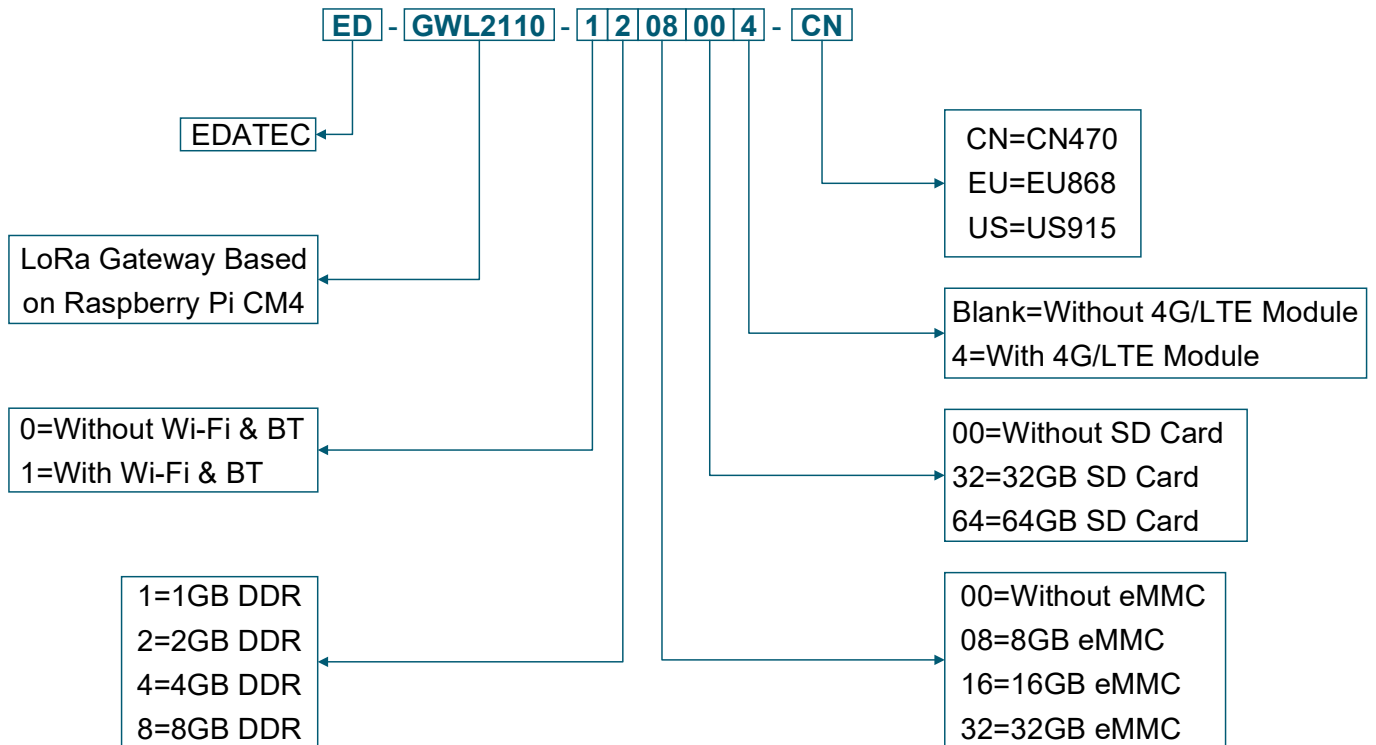 ED - GWL2110 - 1 2 08 00 4 - CN
EDATEC
CN=CN470
EU=EU868
US=US915
LoRa Gateway Based
on Raspberry Pi CM4
Blank=Without 4G/LTE Module
4=With 4G/LTE Module
0=Without Wi-Fi & BT
1=With Wi-Fi & BT
00=Without SD Card
32=32GB SD Card
64=64GB SD Card
1=1GB DDR
2=2GB DDR
4=4GB DDR
8=8GB DDR
00=Without eMMC
08=8GB eMMC
16=16GB eMMC
32=32GB eMMC